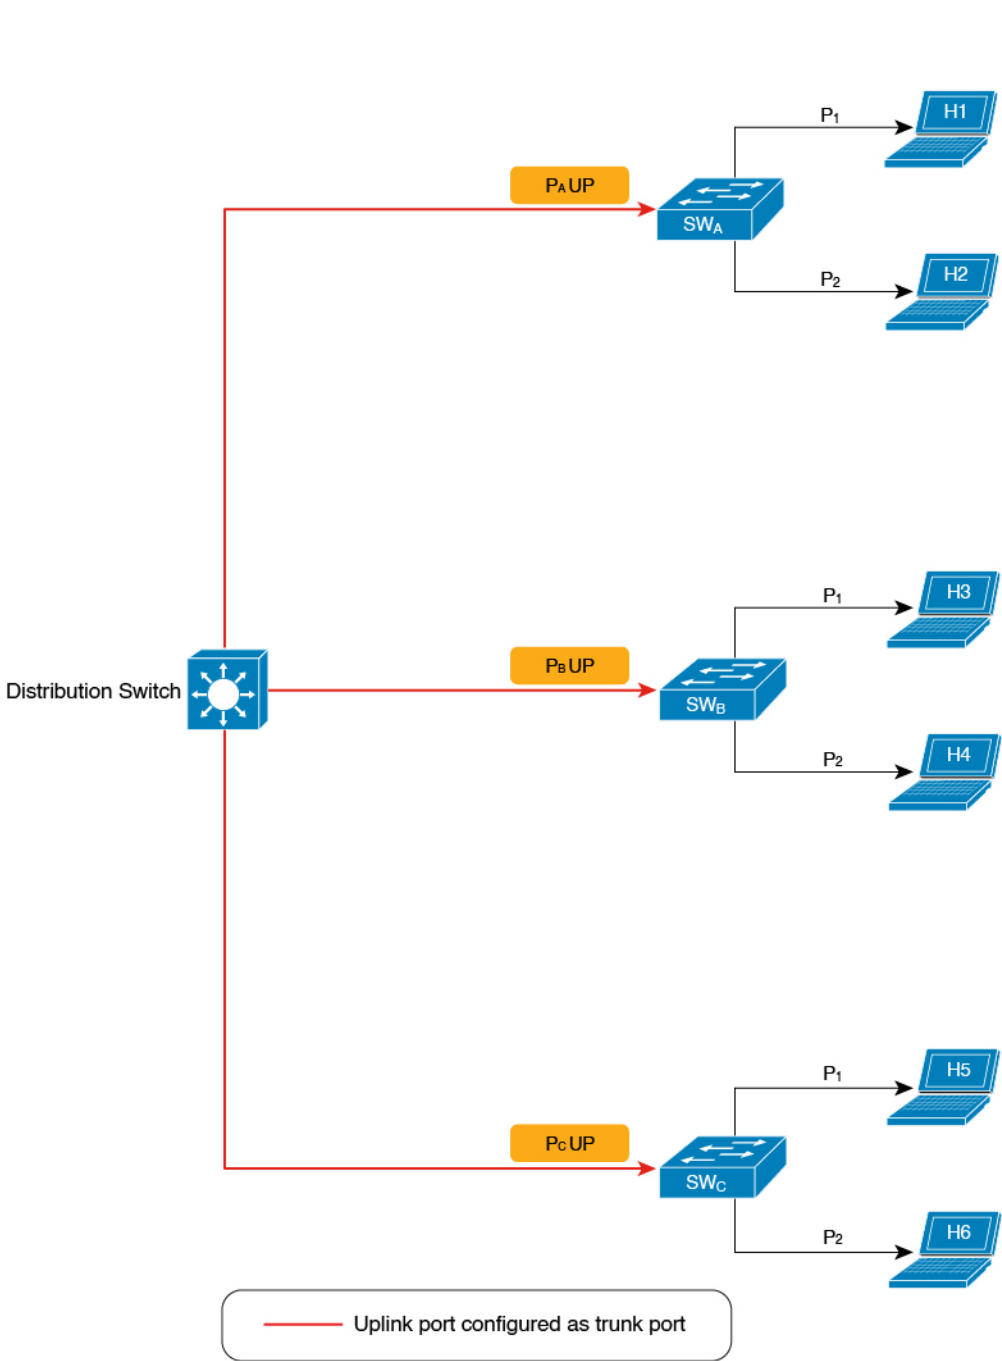 P1
H1
PA UP
SWA
P2
H2
P1
H3
PB UP
Distribution Switch
SWB
P2
H4
P1
H5
PC UP
SWC
P2
H6
Uplink port configured as trunk port